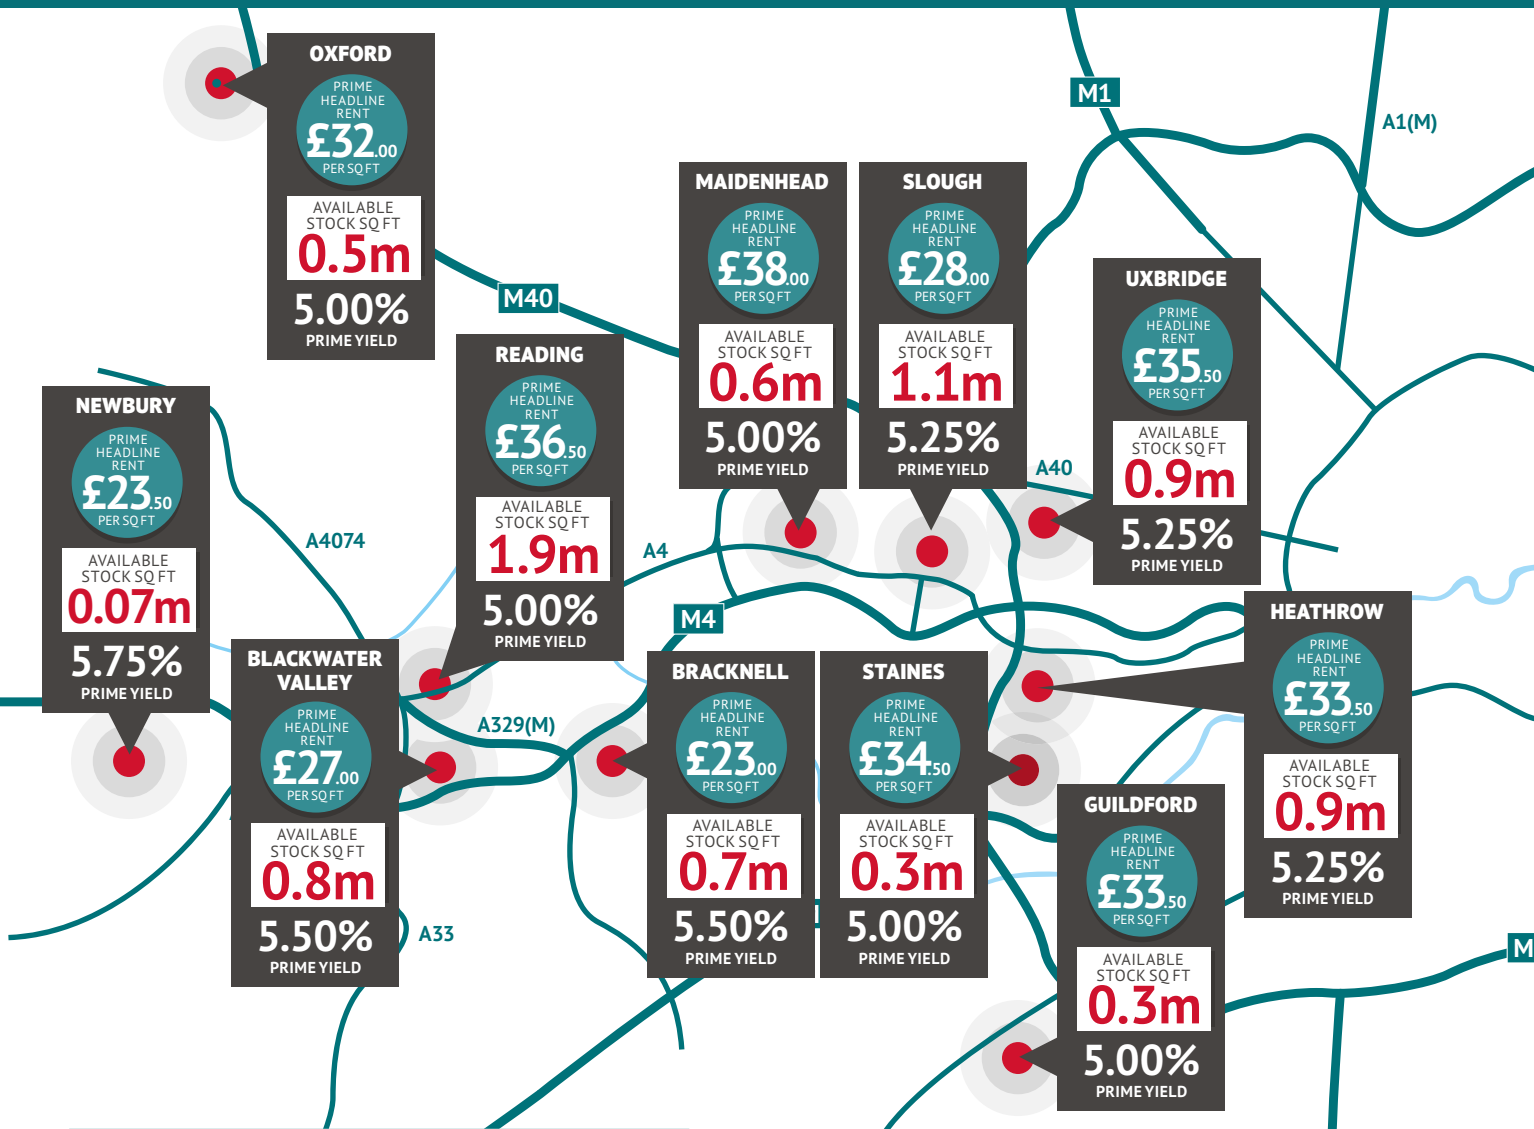 OXFORD
PRIME
HEADLINE
RENT
£32.00
PER SQ FT
AVAILABLE
STOCK SQ FT
0.5m
5.00%
PRIME YIELD
M40
M1
A1(M)
MAIDENHEAD
PRIME
HEADLINE
RENT
£38.00
PER SQ FT
AVAILABLE
STOCK SQ FT
0.6m
5.00%
PRIME YIELD
SLOUGH
PRIME
HEADLINE
RENT
£28.00
PER SQ FT
AVAILABLE
STOCK SQ FT
1.1m
5.25%
PRIME YIELD
UXBRIDGE
PRIME
HEADLINE
RENT
£35.50
PER SQ FT
AVAILABLE
STOCK SQ FT
0.9m
5.25%
PRIME YIELD
A40
READING
PRIME
HEADLINE
RENT
£36.50
PER SQ FT
AVAILABLE
STOCK SQ FT
1.9m
5.00%
PRIME YIELD
NEWBURY
PRIME
HEADLINE
RENT
£23.50
PER SQ FT
AVAILABLE
STOCK SQ FT
0.07m
5.75%
PRIME YIELD
A4074
A4
M4
BLACKWATER
VALLEY
PRIME
HEADLINE
RENT
£27.00
PER SQ FT
AVAILABLE
STOCK SQ FT
0.8m
5.50%
PRIME YIELD
A329(M)
A33
BRACKNELL
PRIME
HEADLINE
RENT
£23.00
PER SQ FT
AVAILABLE
STOCK SQ FT
0.7m
5.50%
PRIME YIELD
STAINES
PRIME
HEADLINE
RENT
£34.50
PER SQ FT
AVAILABLE
STOCK SQ FT
0.3m
5.00%
PRIME YIELD
HEATHROW
PRIME
HEADLINE
RENT
£33.50
PER SQ FT
AVAILABLE
STOCK SQ FT
0.9m
5.25%
PRIME YIELD
GUILDFORD
PRIME
HEADLINE
RENT
£33.50
PER SQ FT
AVAILABLE
STOCK SQ FT
0.3m
5.00%
PRIME YIELD
M